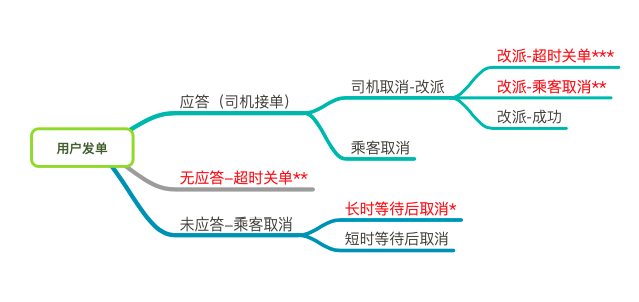 用户发单
应答（司机接单）
司机取消-改派
改派-超时关单***
改派-乘客取消**
改派-成功
乘客取消
无应答–超时关单**
未应答–乘客取消
长时等待后取消*
短时等待后取消